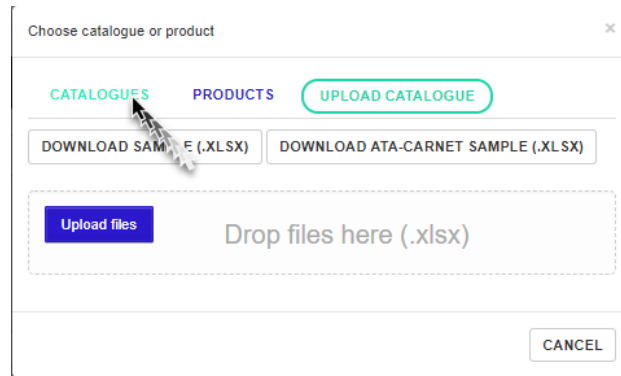 Choose catalogue or product ×
CATALOGUES PRODUCTS UPLOAD CATALOGUE
DOWNLOAD SAMPLE (.XLSX) DOWNLOAD ATA-CARNET SAMPLE (.XLSX)
Upload files Drop files here (.xlsx)
CANCEL